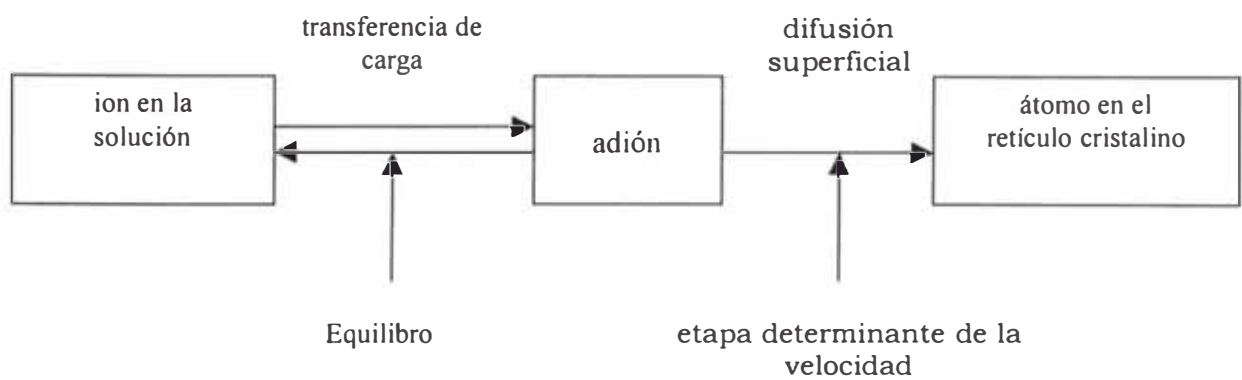 transferencia de
carga
difusión
superficial
ion en la
solución
adión
átomo en el
retículo cristalino
Equilibro
etapa determinante de la
velocidad